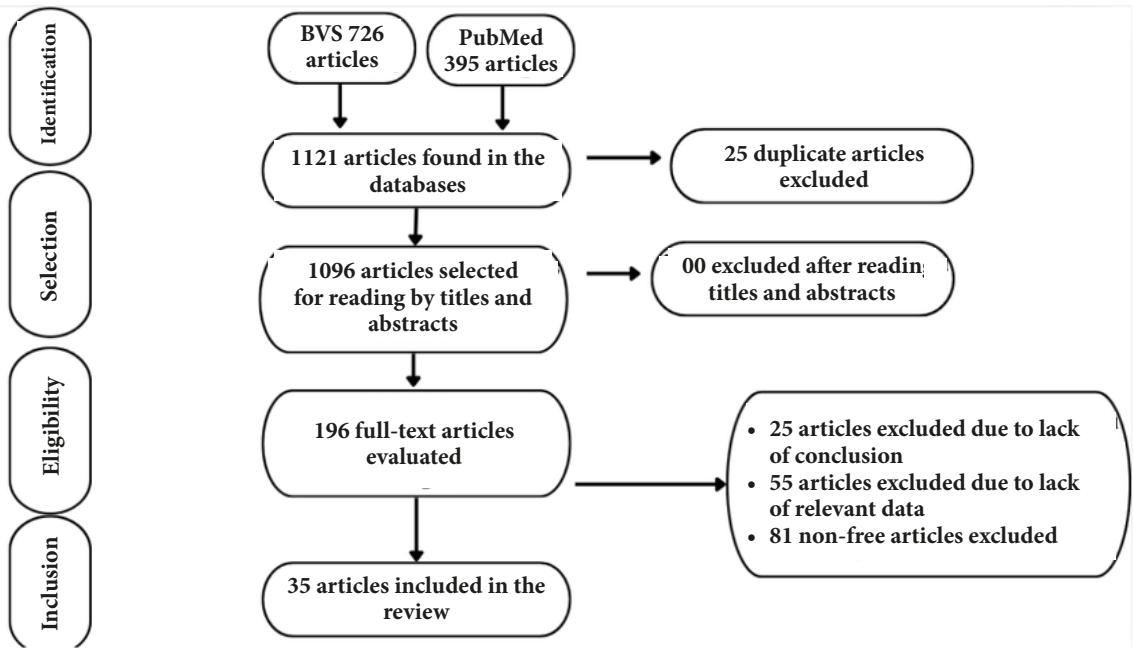 Identification
BVS 726
articles
PubMed
395 articles
1121 articles found in the
databases
25 duplicate articles
excluded
Selection
1096 articles selected
for reading by titles and
abstracts
00 excluded after
titles and abstracts
Eligibility
196 full-text articles
evaluated
• 25 articles excluded due to lack
of conclusion
• 55 articles excluded due to lack
of relevant data
• 81 non-free articles excluded
Inclusion
35 articles included in the
review